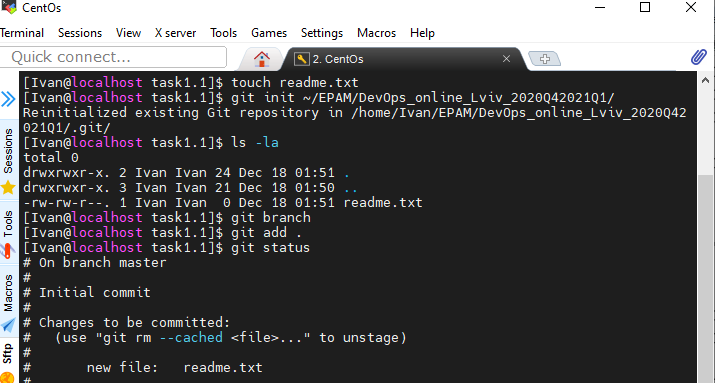 CentOs
Terminal Sessions View X server Tools Games Settings Macros Help
Quick connect...
2. CentOs
[Ivan@localhost task1.1]$ touch readme.txt
[Ivan@localhost task1.1]$ git init ~/EPAM/DevOps_online_Lviv_2020Q42021Q1/
Reinitialized existing Git repository in /home/Ivan/EPAM/DevOps_online_Lviv_2020Q42
021Q1/.git/
[Ivan@localhost task1.1]$ ls -la
total 0
drwxrwxr-x. 2 Ivan Ivan 24 Dec 18 01:51 .
drwxrwxr-x. 3 Ivan Ivan 21 Dec 18 01:50 ..
-rw-rw-r--. 1 Ivan Ivan  0 Dec 18 01:51 readme.txt
[Ivan@localhost task1.1]$ git branch
[Ivan@localhost task1.1]$ git add .
[Ivan@localhost task1.1]$ git status
# On branch master
#
# Initial commit
#
# Changes to be committed:
#   (use "git rm --cached <file>..." to unstage)
#
#       new file:   readme.txt
#
Sessions
Tools
Macros
Sftp